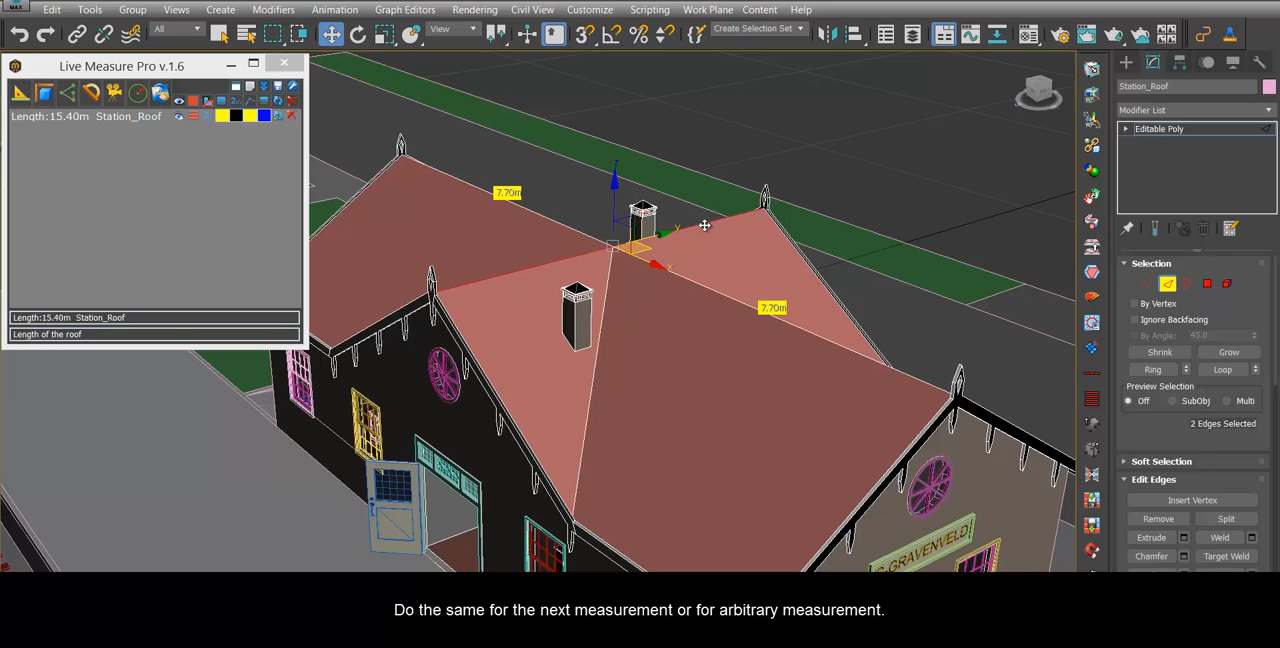 MAX
Edit Tools Group Views Create Modifiers Animation Graph Editors Rendering Civil View Customize Scripting Work Plane Content Help
All
View
Create Selection Set
Live Measure Pro v.1.6
Length:15.40m Station_Roof
Length:15.40m Station_Roof
Length of the roof
7.70m
7.70m
z
y
x
C-GRAVENVELD
Station_Roof
Modifier List
Editable Poly
Selection
By Vertex
Ignore Backfacing
By Angle: 45.0
Shrink Grow
Ring Loop
Preview Selection
Off SubObj Multi
2 Edges Selected
Soft Selection
Edit Edges
Insert Vertex
Remove Split
Extrude Weld
Chamfer Target Weld
Do the same for the next measurement or for arbitrary measurement.